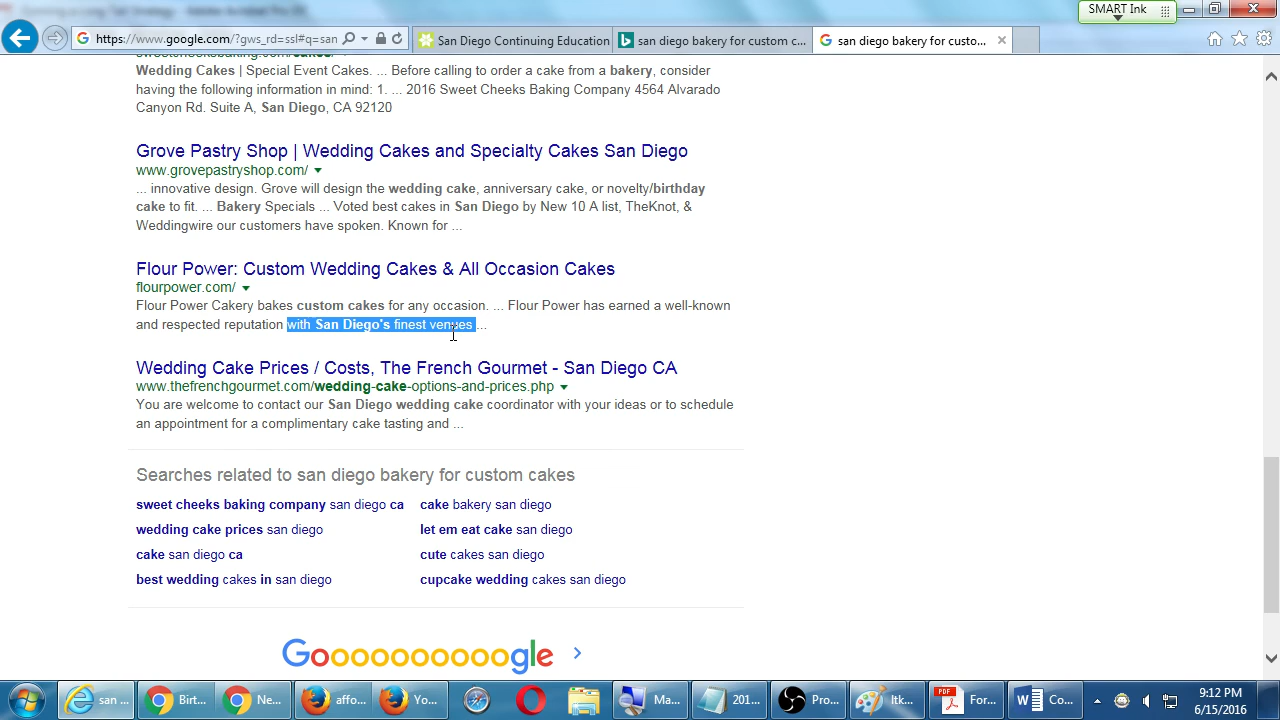 SMART Ink
https://www.google.com/?gws_rd=ssl#q=san
San Diego Continuing Education
san diego bakery for custom c...
san diego bakery for custo...
Wedding Cakes | Special Event Cakes. ... Before calling to order a cake from a bakery, consider
having the following information in mind: 1. ... 2016 Sweet Cheeks Baking Company 4564 Alvarado
Canyon Rd. Suite A, San Diego, CA 92120
Grove Pastry Shop | Wedding Cakes and Specialty Cakes San Diego
www.grovepastryshop.com/
... innovative design. Grove will design the wedding cake, anniversary cake, or novelty/birthday
cake to fit. ... Bakery Specials ... Voted best cakes in San Diego by New 10 A list, TheKnot, &
Weddingwire our customers have spoken. Known for ...
Flour Power: Custom Wedding Cakes & All Occasion Cakes
flourpower.com/
Flour Power Cakery bakes custom cakes for any occasion. ... Flour Power has earned a well-known
and respected reputation with San Diego's finest venues ...
Wedding Cake Prices / Costs, The French Gourmet - San Diego CA
www.thefrenchgourmet.com/wedding-cake-options-and-prices.php
You are welcome to contact our San Diego wedding cake coordinator with your ideas or to schedule
an appointment for a complimentary cake tasting and ...
Searches related to san diego bakery for custom cakes
sweet cheeks baking company san diego ca
cake bakery san diego
wedding cake prices san diego
let em eat cake san diego
cake san diego ca
cute cakes san diego
best wedding cakes in san diego
cupcake wedding cakes san diego
Goooooooooogle
san ...
Birt...
Ne...
affo...
Yo...
Ma...
201...
Pro...
Itk...
PDF
For...
Co...
9:12 PM
6/15/2016